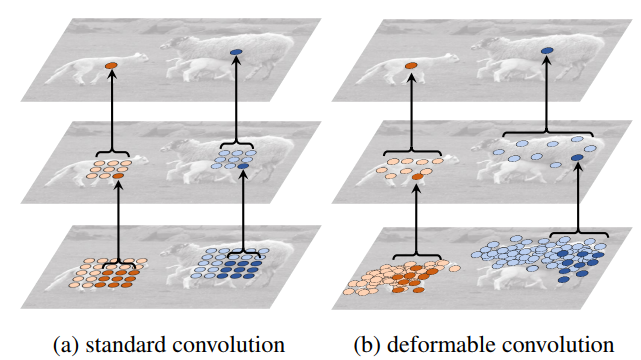 (a) standard convolution
(b) deformable convolution